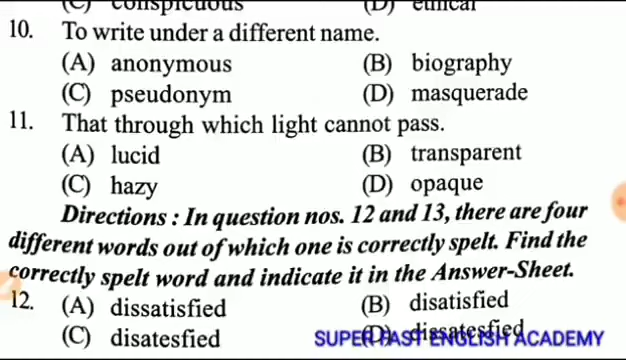 (C) conspicuous (D) ethical
10. To write under a different name.
(A) anonymous (B) biography
(C) pseudonym (D) masquerade
11. That through which light cannot pass.
(A) lucid (B) transparent
(C) hazy (D) opaque
Directions : In question nos. 12 and 13, there are four
different words out of which one is correctly spelt. Find the
correctly spelt word and indicate it in the Answer-Sheet.
12. (A) dissatisfied (B) disatisfied
(C) disatesfied (D) dissatesfied
SUPER FAST ENGLISH ACADEMY